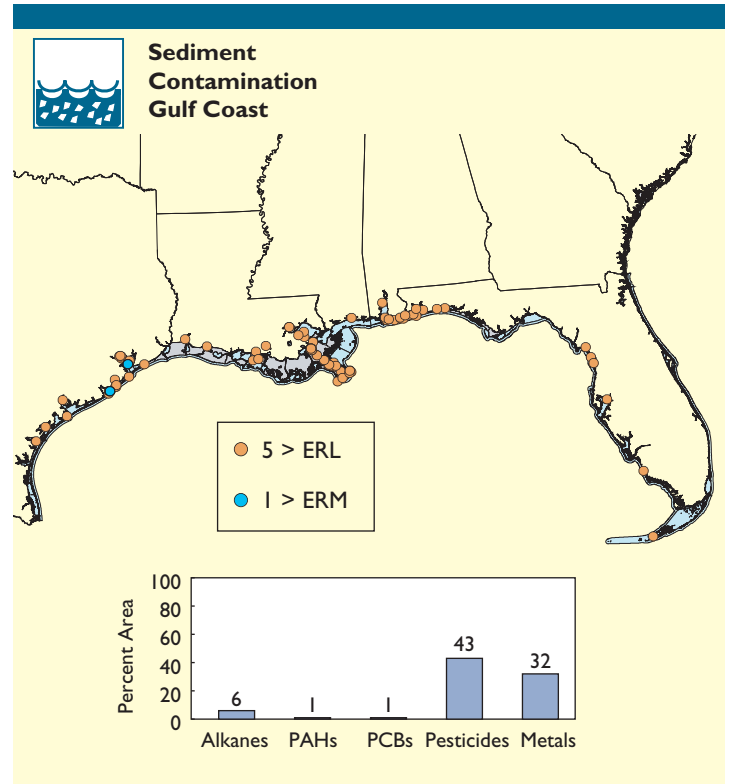 Sediment
Contamination
Gulf Coast
5 > ERL
1 > ERM
Percent Area
100
80
60
40
20
0
6
1
1
43
32
Alkanes PAHs PCBs Pesticides Metals